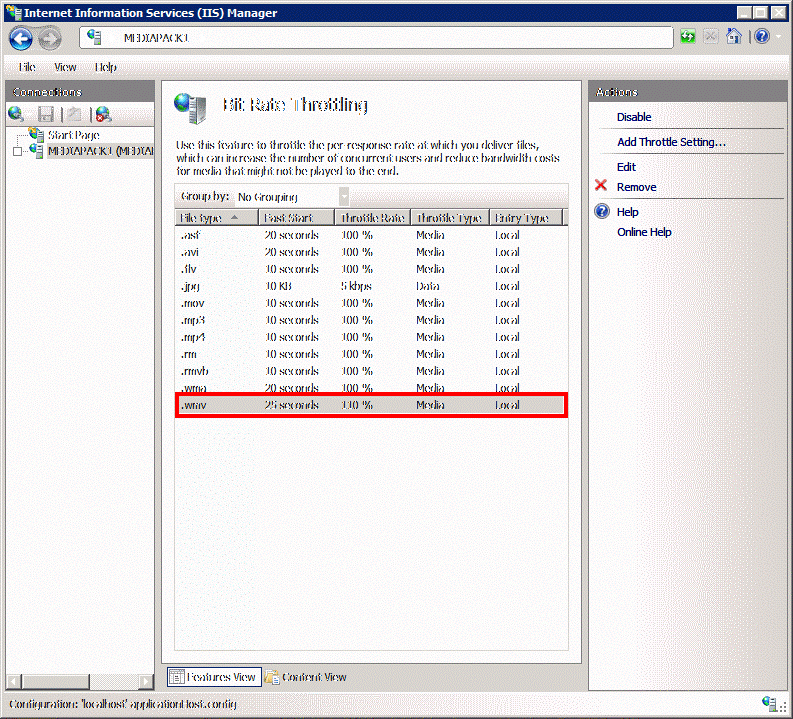 Internet Information Services (IIS) Manager
MEDIAPACK1
File View Help
Connections
Start Page
MEDIAPACK1 (MEDIA
Bit Rate Throttling
Use this feature to throttle the per-response rate at which you deliver files,
which can increase the number of concurrent users and reduce bandwidth costs
for media that might not be played to the end.
Group by: No Grouping
File type Fast Start Throttle Rate Throttle Type Entry Type
.asf 20 seconds 100 % Media Local
.avi 20 seconds 100 % Media Local
.flv 10 seconds 100 % Media Local
.jpg 10 KB 5 kbps Data Local
.mov 10 seconds 100 % Media Local
.mp3 10 seconds 100 % Media Local
.mp4 10 seconds 100 % Media Local
.rm 10 seconds 100 % Media Local
.rmvb 10 seconds 100 % Media Local
.wma 20 seconds 100 % Media Local
.wmv 25 seconds 110 % Media Local
Features View Content View
Actions
Disable
Add Throttle Setting...
Edit
Remove
Help
Online Help
Configuration: 'localhost' applicationHost.config